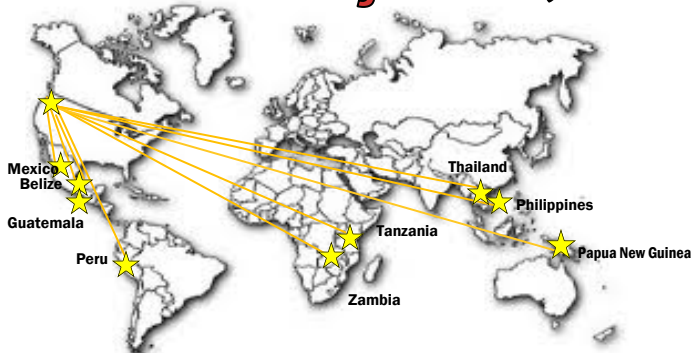 Thailand
Mexico
Belize
Philippines
Guatemala
Tanzania
Papua New Guinea
Peru
Zambia